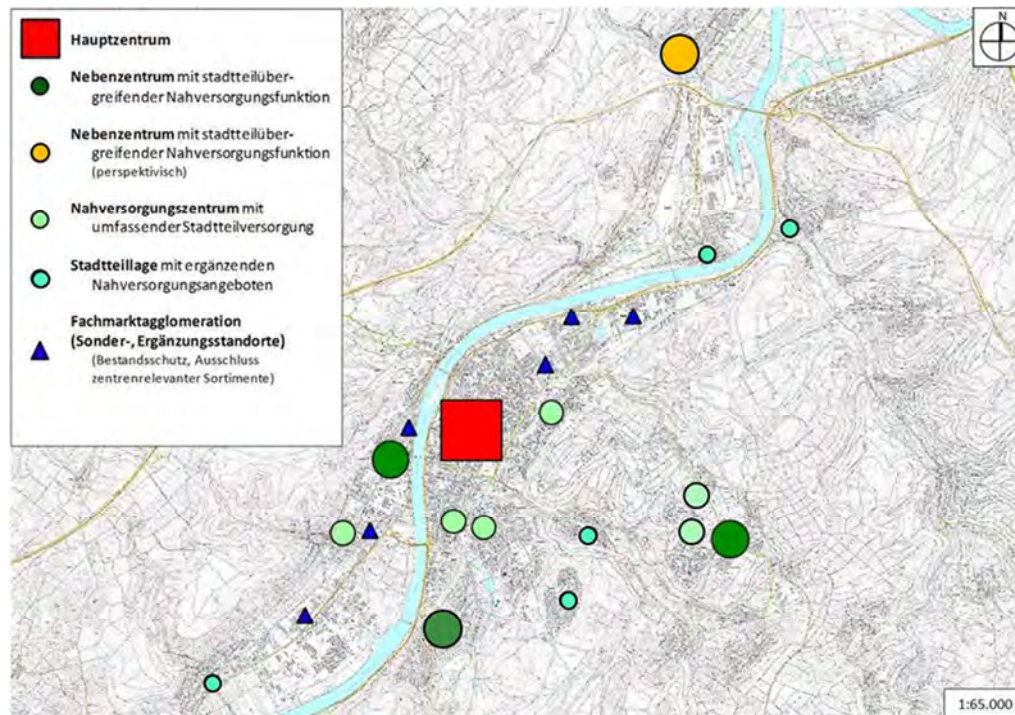 Hauptzentrum
Nebenzentrum mit stadtteilüber-
greifender Nahversorgungsfunktion
Nebenzentrum mit stadtteilüber-
greifender Nahversorgungsfunktion
(perspektivisch)
Nahversorgungszentrum mit
umfassender Stadtteilversorgung
Stadtteillage mit ergänzenden
Nahversorgungsangeboten
Fachmarktagglomeration
(Sonder-, Ergänzungsstandorte)
(Bestandsschutz, Ausschluss
zentrenrelevanter Sortimente)
N
1:65.000